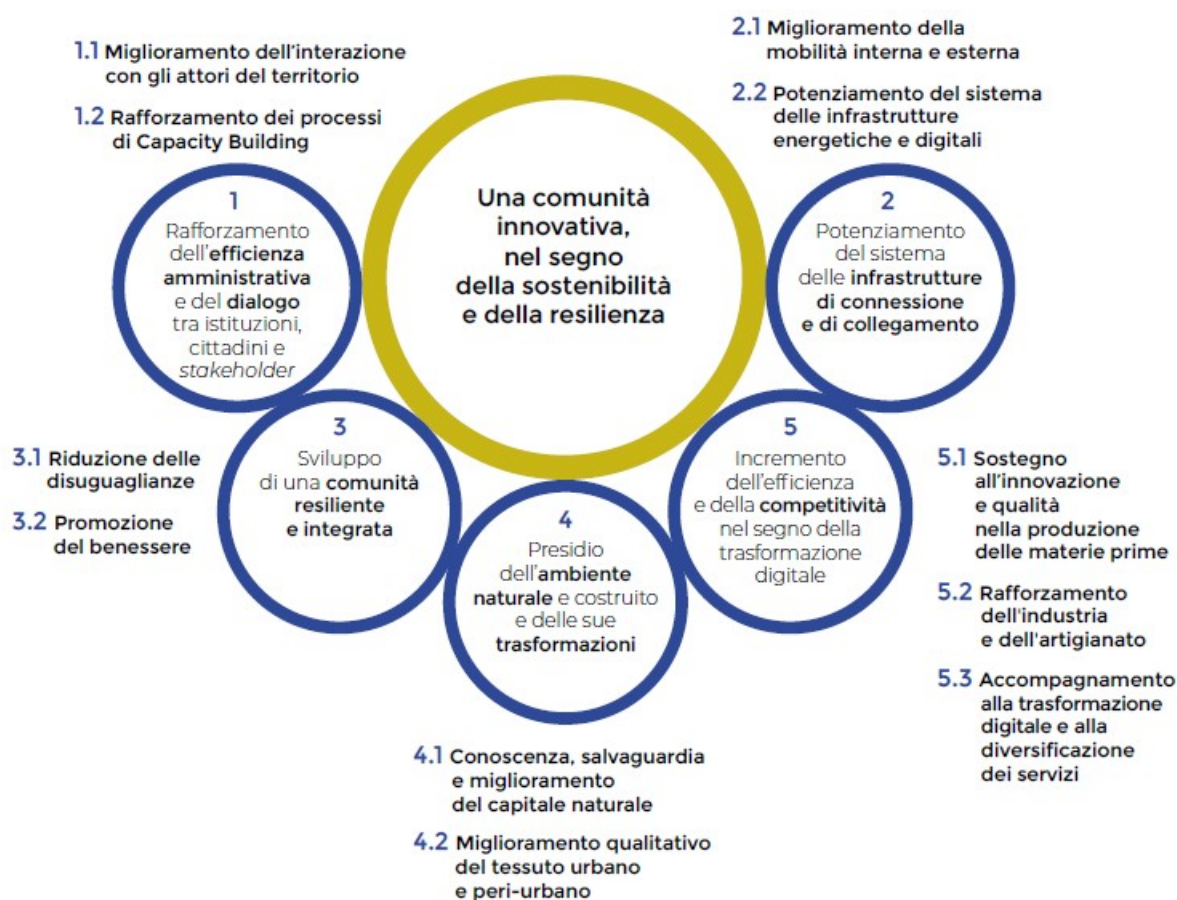 1.1 Miglioramento dell'interazione
con gli attori del territorio
1.2 Rafforzamento dei processi
di Capacity Building
2.1 Miglioramento della
mobilità interna e esterna
2.2 Potenziamento del sistema
delle infrastrutture
energetiche e digitali
Una comunità
innovativa,
nel segno
della sostenibilità
e della resilienza
1
Rafforzamento
dell'efficienza
amministrativa
e del dialogo
tra istituzioni,
cittadini e
stakeholder
2
Potenziamento
del sistema
delle infrastrutture
di connessione
e di collegamento
3.1 Riduzione delle
disuguaglianze
3.2 Promozione
del benessere
3
Sviluppo
di una comunità
resiliente
e integrata
4
Presidio
dell'ambiente
naturale e costruito
e delle sue
trasformazioni
5
Incremento
dell'efficienza
e della competitività
nel segno della
trasformazione
digitale
5.1 Sostegno
all'innovazione
e qualità
nella produzione
delle materie prime
5.2 Rafforzamento
dell'industria
e dell'artigianato
5.3 Accompagnamento
alla trasformazione
digitale e alla
diversificazione
dei servizi
4.1 Conoscenza, salvaguardia
e miglioramento
del capitale naturale
4.2 Miglioramento qualitativo
del tessuto urbano
e peri-urbano